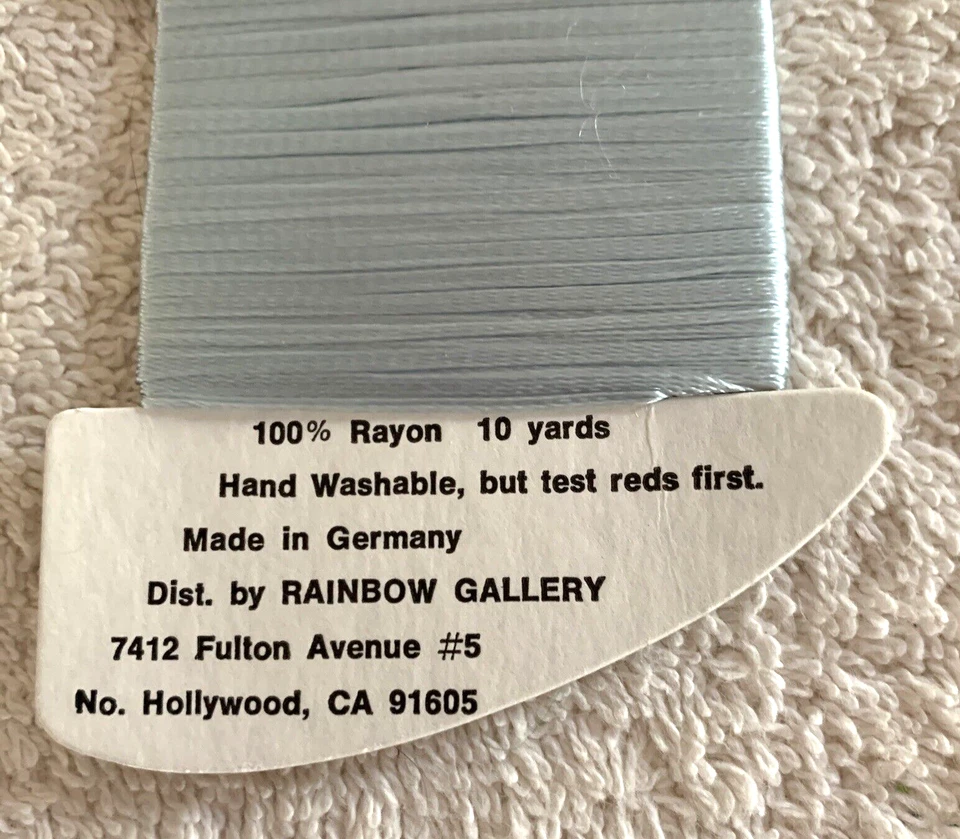 100% Rayon 10 yards
Hand Washable, but test reds first.
Made in Germany
Dist. by RAINBOW GALLERY
7412 Fulton Avenue #5
No. Hollywood, CA 91605